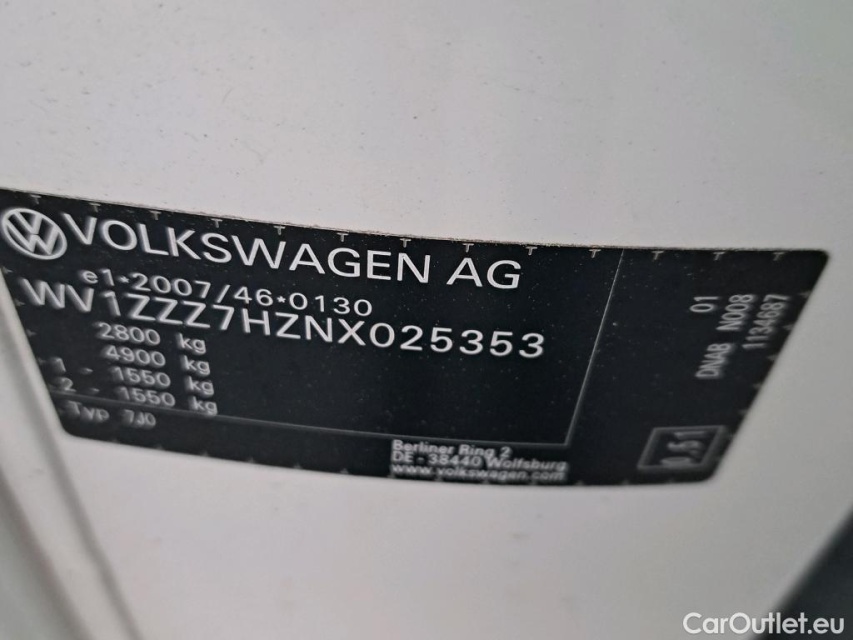 VOLKSWAGEN AG
e1*2007/46*0130
WV1ZZZ7HZNX025353
2800 kg
4900 kg
1 - 1550 kg
2 - 1550 kg
Typ 7J0
Berliner Ring 2
DE - 38440 Wolfsburg
www.volkswagen.com
01
DNAB N008
1134687
CarOutlet.eu